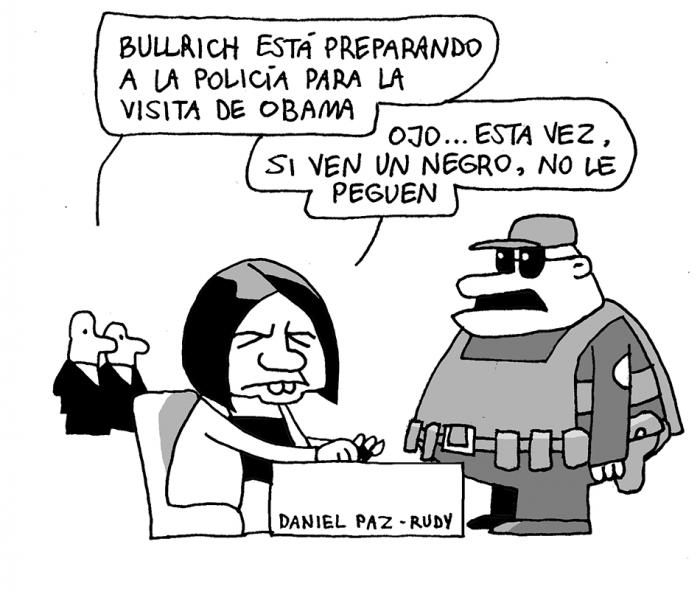 BULLRICH ESTÁ PREPARANDO
A LA POLICÍA PARA LA
VISITA DE OBAMA
OJO... ESTA VEZ,
SI VEN UN NEGRO, NO LE
PEGUEN
DANIEL PAZ - RUDY